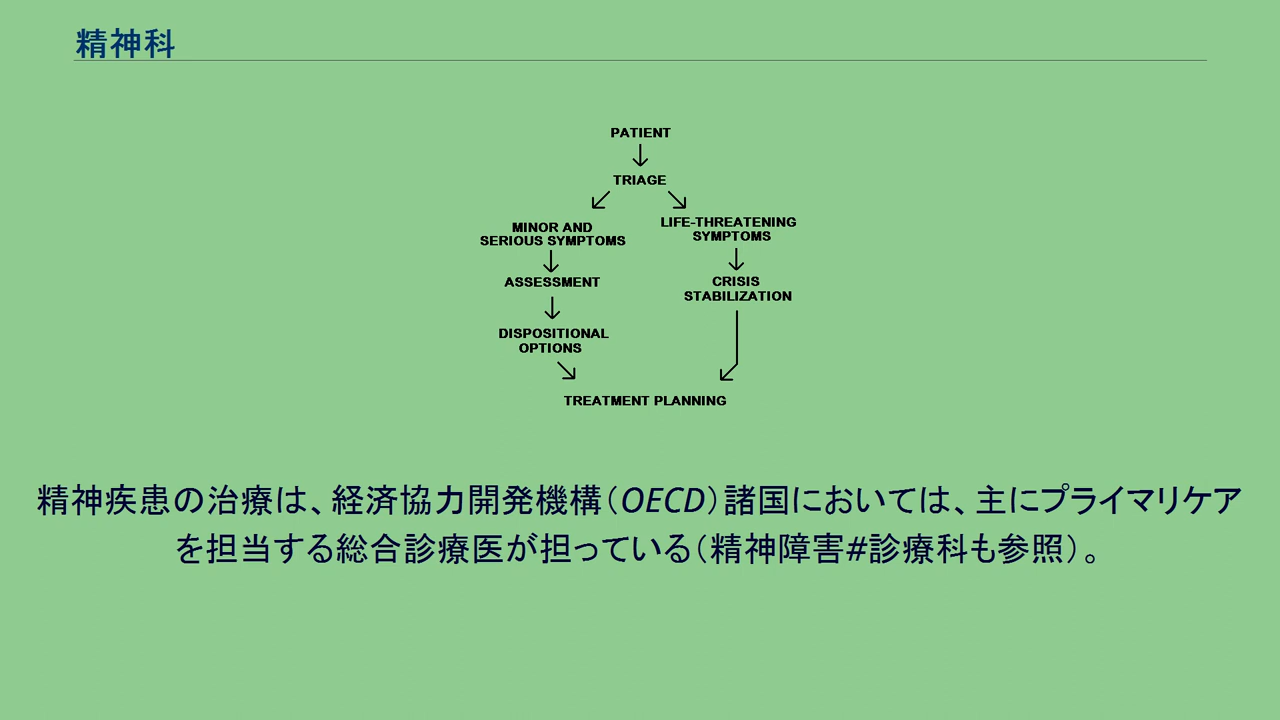 精神科
PATIENT
TRIAGE
MINOR AND
SERIOUS SYMPTOMS
LIFE-THREATENING
SYMPTOMS
ASSESSMENT
CRISIS
STABILIZATION
DISPOSITIONAL
OPTIONS
TREATMENT PLANNING
精神疾患の治療は、経済協力開発機構（OECD）諸国においては、主にプライマリケア
を担当する総合診療医が担っている（精神障害#診療科も参照）。